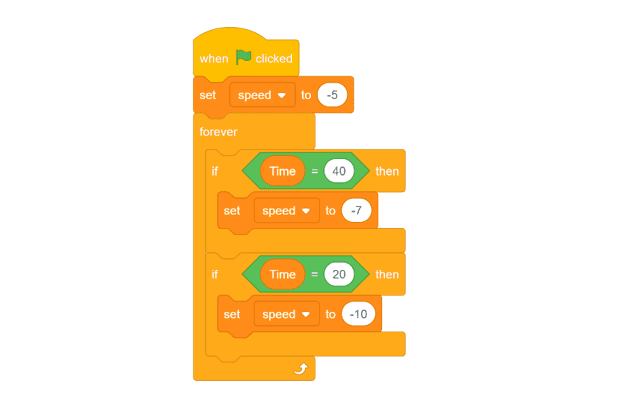 when clicked
set speed to -5
forever
if Time = 40 then
set speed to -7
if Time = 20 then
set speed to -10